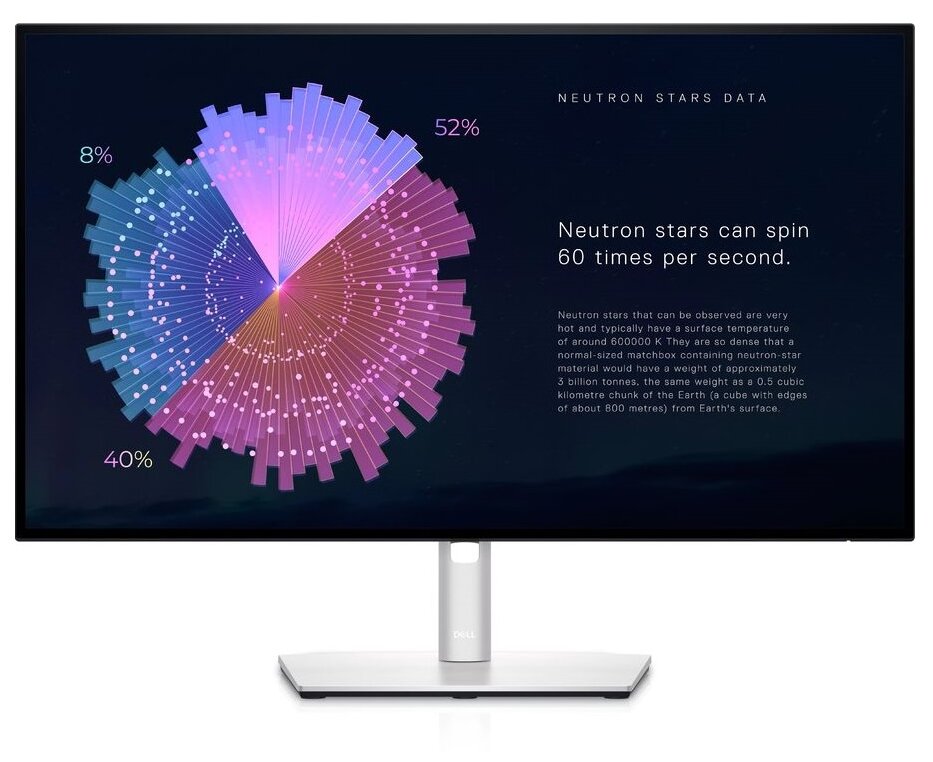 NEUTRON STARS DATA
52%
8%
Neutron stars can spin
60 times per second.
Neutron stars that can be observed are very
hot and typically have a surface temperature
of around 600000 K They are so dense that a
normal-sized matchbox containing neutron-star
material would have a weight of approximately
3 billion tonnes, the same weight as a 0.5 cubic
kilometre chunk of the Earth (a cube with edges
of about 800 metres) from Earth's surface.
40%
DELL